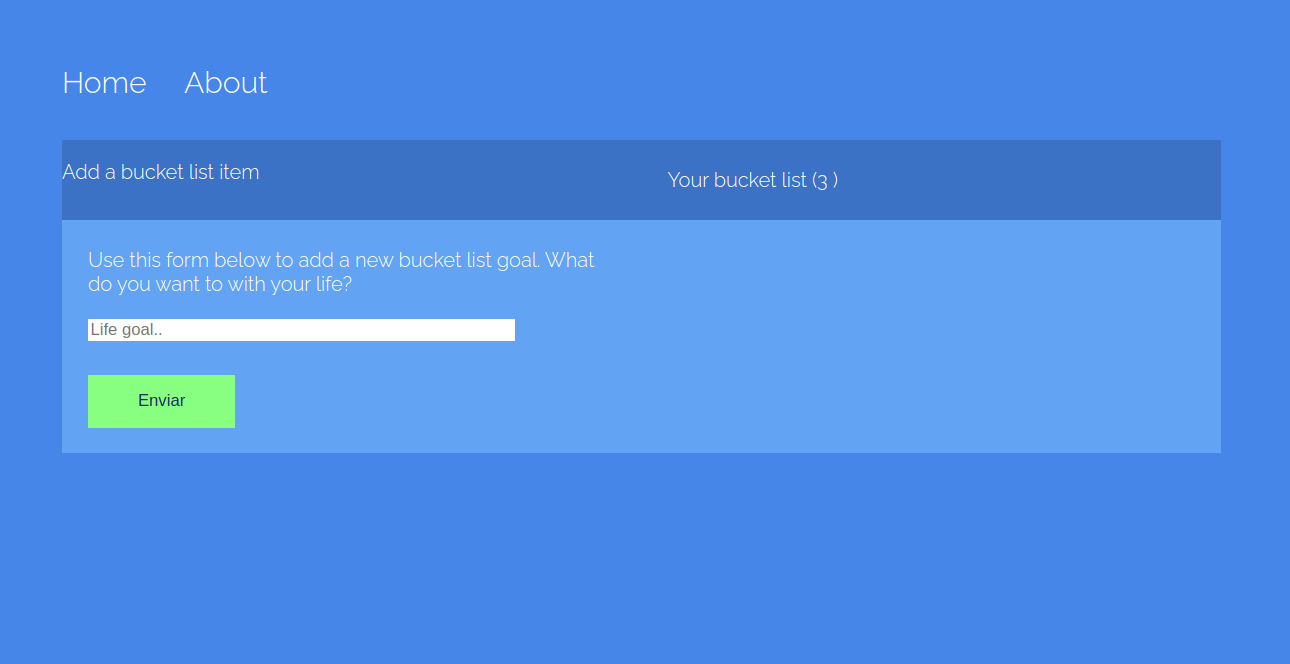 Home About
Add a bucket list item
Your bucket list (3 )
Use this form below to add a new bucket list goal. What
do you want to with your life?
Life goal..
Enviar